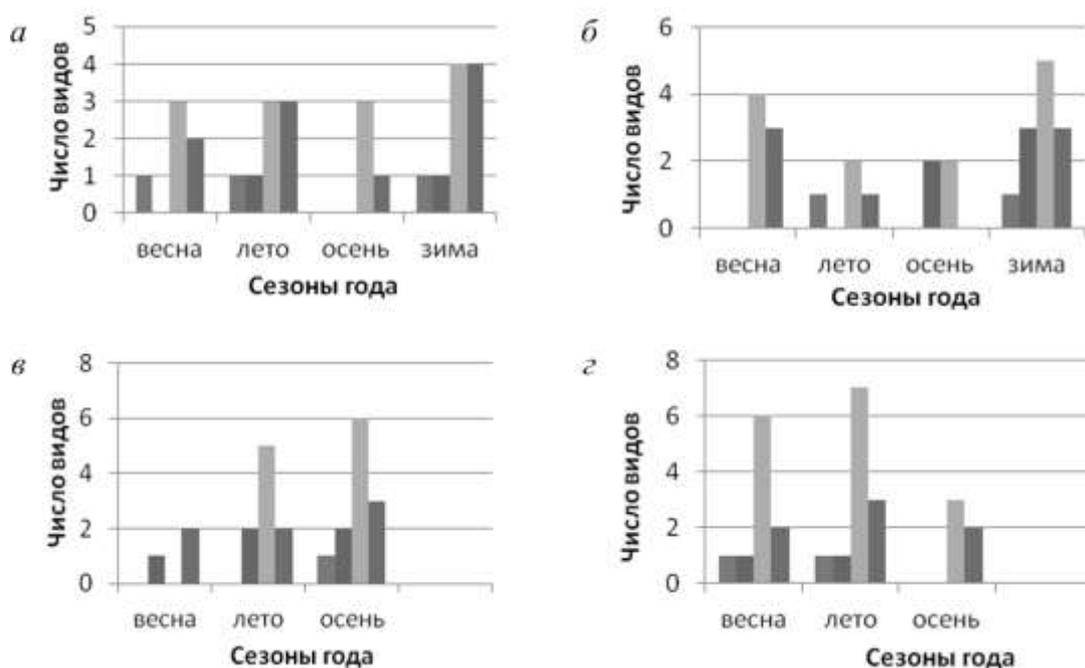 а
Число видов
5
4
3
2
1
0
весна лето осень зима
Сезоны года
б
Число видов
6
4
2
0
весна лето осень зима
Сезоны года
в
Число видов
8
6
4
2
0
весна лето осень
Сезоны года
г
Число видов
8
6
4
2
0
весна лето осень
Сезоны года